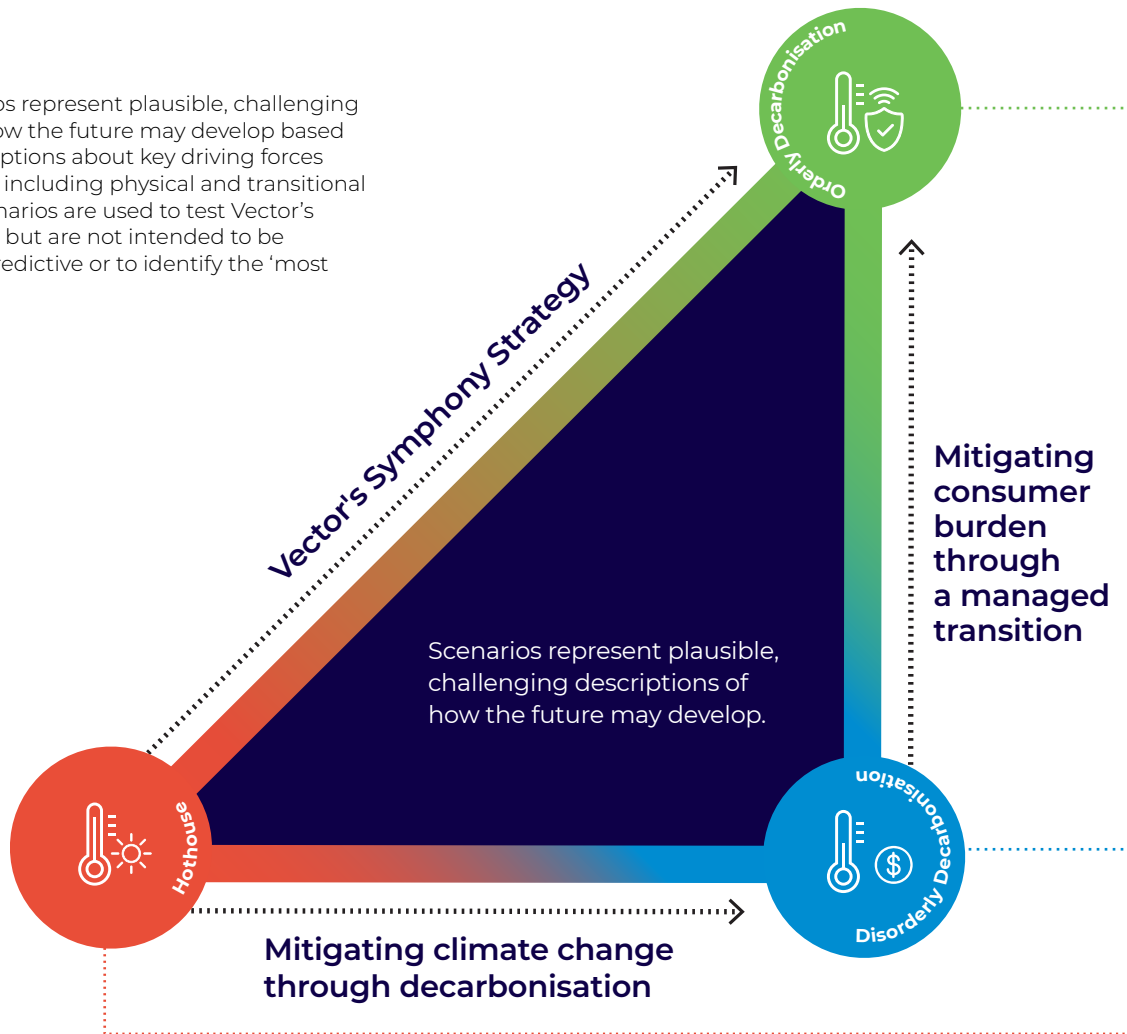 os represent plausible, challenging
ow the future may develop based
ptions about key driving forces
including physical and transitional
narios are used to test Vector's
but are not intended to be
redictive or to identify the 'most
Orderly Decarbonisation
Vector's Symphony Strategy
Mitigating
consumer
burden
through
a managed
transition
Scenarios represent plausible,
challenging descriptions of
how the future may develop.
Hothouse
$
Disorderly Decarbonisation
Mitigating climate change
through decarbonisation